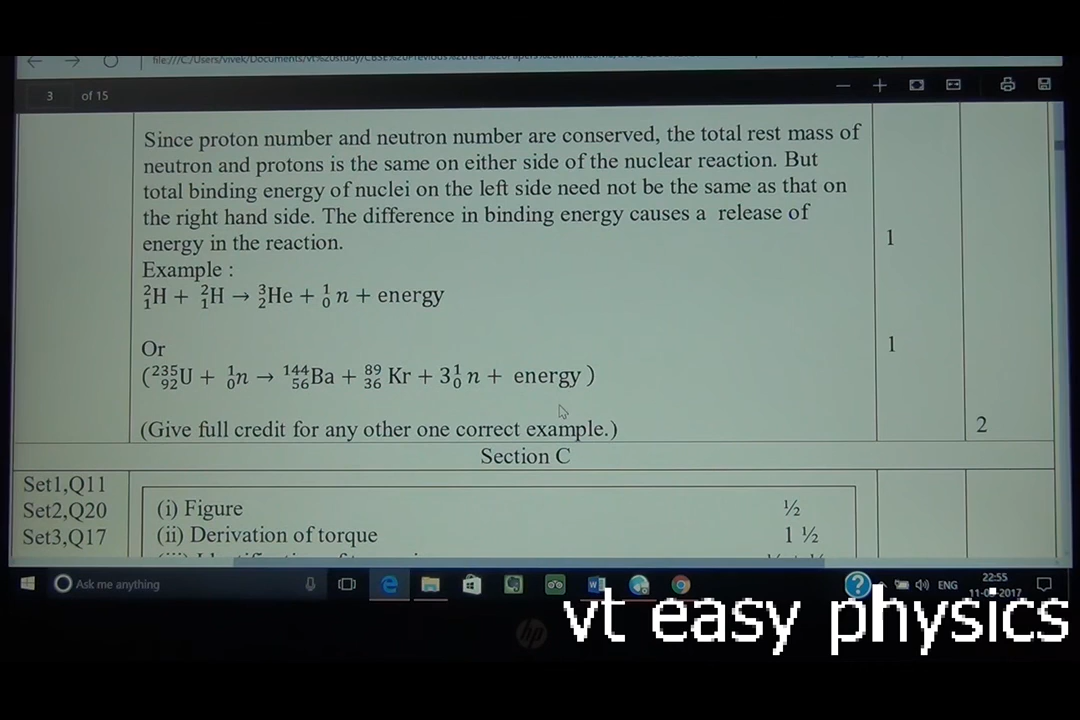 3 of 15
Since proton number and neutron number are conserved, the total rest mass of
neutron and protons is the same on either side of the nuclear reaction. But
total binding energy of nuclei on the left side need not be the same as that on
the right hand side. The difference in binding energy causes a release of
energy in the reaction.
1
Example :
²₁H + ²₁H → ³₂He + ¹₀n + energy
Or
1
(²³⁵₉₂U + ¹₀n → ¹⁴⁴₅₆Ba + ⁸⁹₃₆Kr + 3¹₀n + energy )
(Give full credit for any other one correct example.)
2
Section C
Set1,Q11
Set2,Q20
Set3,Q17
(i) Figure ½
(ii) Derivation of torque 1 ½
Ask me anything
ENG
22:55
hp
vt easy physics